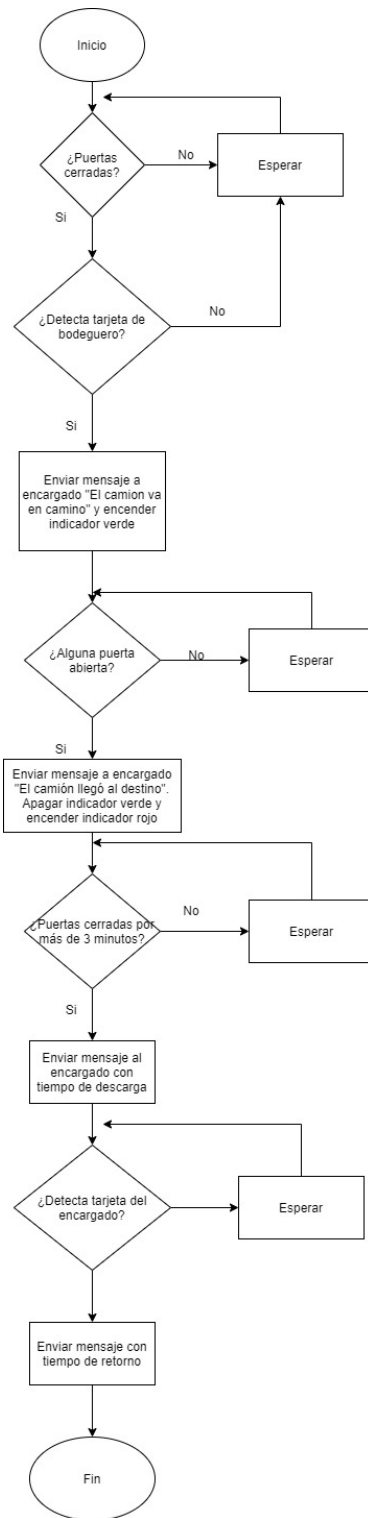 Inicio
¿Puertas
cerradas?
No
Esperar
Si
¿Detecta tarjeta de
bodeguero?
No
Si
Enviar mensaje a
encargado "El camion va
en camino" y encender
indicador verde
¿Alguna puerta
abierta?
No
Esperar
Si
Enviar mensaje a encargado
"El camión llegó al destino".
Apagar indicador verde y
encender indicador rojo
¿Puertas cerradas por
más de 3 minutos?
No
Esperar
Si
Enviar mensaje al
encargado con
tiempo de descarga
¿Detecta tarjeta del
encargado?
Esperar
Enviar mensaje con
tiempo de retorno
Fin